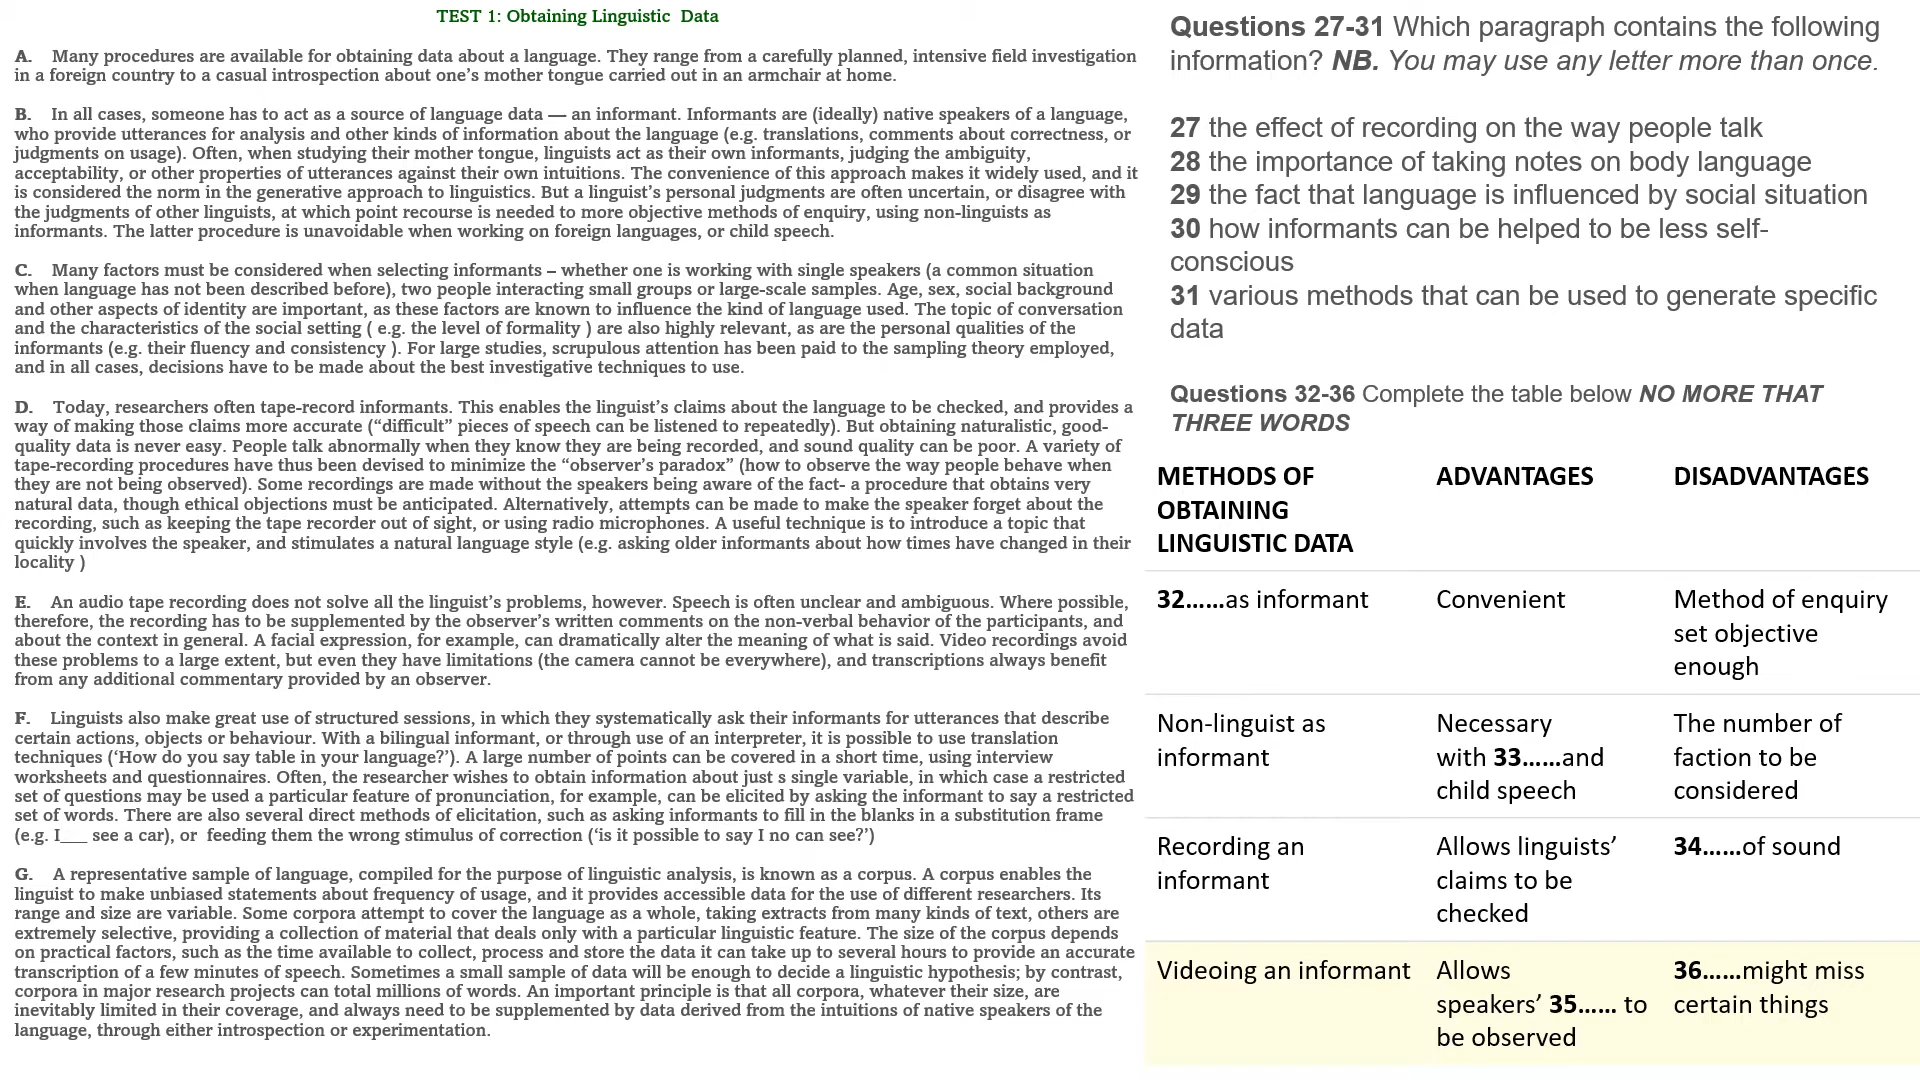 TEST 1: Obtaining Linguistic Data
A. Many procedures are available for obtaining data about a language. They range from a carefully planned, intensive field investigation
in a foreign country to a casual introspection about one's mother tongue carried out in an armchair at home.
B. In all cases, someone has to act as a source of language data — an informant. Informants are (ideally) native speakers of a language,
who provide utterances for analysis and other kinds of information about the language (e.g. translations, comments about correctness, or
judgments on usage). Often, when studying their mother tongue, linguists act as their own informants, judging the ambiguity,
acceptability, or other properties of utterances against their own intuitions. The convenience of this approach makes it widely used, and it
is considered the norm in the generative approach to linguistics. But a linguist's personal judgments are often uncertain, or disagree with
the judgments of other linguists, at which point recourse is needed to more objective methods of enquiry, using non-linguists as
informants. The latter procedure is unavoidable when working on foreign languages, or child speech.
C. Many factors must be considered when selecting informants – whether one is working with single speakers (a common situation
when language has not been described before), two people interacting small groups or large-scale samples. Age, sex, social background
and other aspects of identity are important, as these factors are known to influence the kind of language used. The topic of conversation
and the characteristics of the social setting ( e.g. the level of formality ) are also highly relevant, as are the personal qualities of the
informants (e.g. their fluency and consistency ). For large studies, scrupulous attention has been paid to the sampling theory employed,
and in all cases, decisions have to be made about the best investigative techniques to use.
D. Today, researchers often tape-record informants. This enables the linguist's claims about the language to be checked, and provides a
way of making those claims more accurate ("difficult" pieces of speech can be listened to repeatedly). But obtaining naturalistic, good-
quality data is never easy. People talk abnormally when they know they are being recorded, and sound quality can be poor. A variety of
tape-recording procedures have thus been devised to minimize the "observer's paradox" (how to observe the way people behave when
they are not being observed). Some recordings are made without the speakers being aware of the fact- a procedure that obtains very
natural data, though ethical objections must be anticipated. Alternatively, attempts can be made to make the speaker forget about the
recording, such as keeping the tape recorder out of sight, or using radio microphones. A useful technique is to introduce a topic that
quickly involves the speaker, and stimulates a natural language style (e.g. asking older informants about how times have changed in their
locality )
E. An audio tape recording does not solve all the linguist's problems, however. Speech is often unclear and ambiguous. Where possible,
therefore, the recording has to be supplemented by the observer's written comments on the non-verbal behavior of the participants, and
about the context in general. A facial expression, for example, can dramatically alter the meaning of what is said. Video recordings avoid
these problems to a large extent, but even they have limitations (the camera cannot be everywhere), and transcriptions always benefit
from any additional commentary provided by an observer.
F. Linguists also make great use of structured sessions, in which they systematically ask their informants for utterances that describe
certain actions, objects or behaviour. With a bilingual informant, or through use of an interpreter, it is possible to use translation
techniques ('How do you say table in your language?'). A large number of points can be covered in a short time, using interview
worksheets and questionnaires. Often, the researcher wishes to obtain information about just s single variable, in which case a restricted
set of questions may be used a particular feature of pronunciation, for example, can be elicited by asking the informant to say a restricted
set of words. There are also several direct methods of elicitation, such as asking informants to fill in the blanks in a substitution frame
(e.g. I___ see a car), or feeding them the wrong stimulus of correction ('is it possible to say I no can see?')
G. A representative sample of language, compiled for the purpose of linguistic analysis, is known as a corpus. A corpus enables the
linguist to make unbiased statements about frequency of usage, and it provides accessible data for the use of different researchers. Its
range and size are variable. Some corpora attempt to cover the language as a whole, taking extracts from many kinds of text, others are
extremely selective, providing a collection of material that deals only with a particular linguistic feature. The size of the corpus depends
on practical factors, such as the time available to collect, process and store the data it can take up to several hours to provide an accurate
transcription of a few minutes of speech. Sometimes a small sample of data will be enough to decide a linguistic hypothesis; by contrast,
corpora in major research projects can total millions of words. An important principle is that all corpora, whatever their size, are
inevitably limited in their coverage, and always need to be supplemented by data derived from the intuitions of native speakers of the
language, through either introspection or experimentation.
Questions 27-31 Which paragraph contains the following
information? NB. You may use any letter more than once.
27 the effect of recording on the way people talk
28 the importance of taking notes on body language
29 the fact that language is influenced by social situation
30 how informants can be helped to be less self-
conscious
31 various methods that can be used to generate specific
data
Questions 32-36 Complete the table below NO MORE THAT
THREE WORDS
METHODS OF
OBTAINING
LINGUISTIC DATA
ADVANTAGES
DISADVANTAGES
32......as informant
Convenient
Method of enquiry
set objective
enough
Non-linguist as
informant
Necessary
with 33......and
child speech
The number of
faction to be
considered
Recording an
informant
Allows linguists'
claims to be
checked
34......of sound
Videoing an informant
Allows
speakers' 35...... to
be observed
36......might miss
certain things